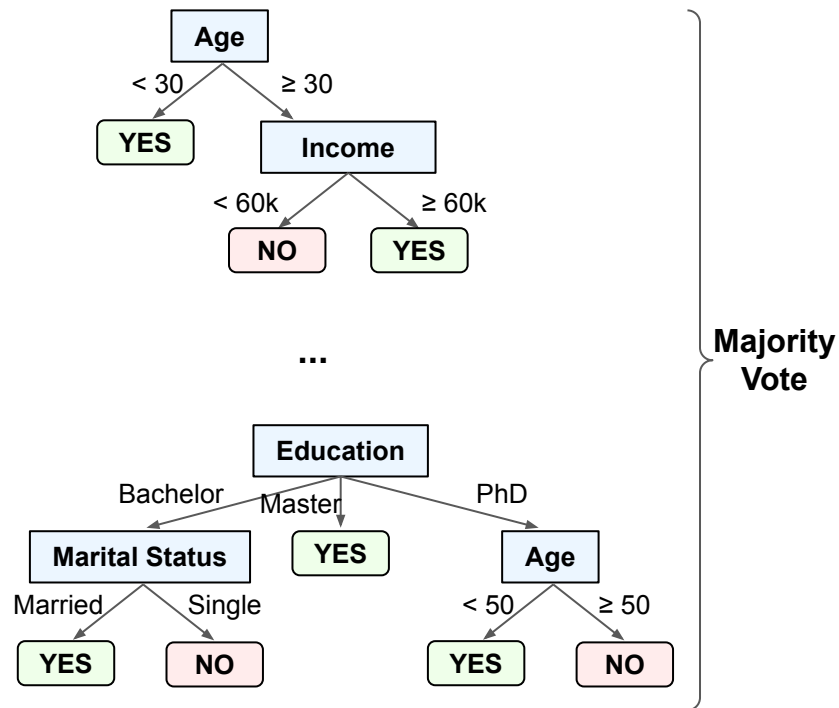 Age
< 30
≥ 30
YES
Income
< 60k
≥ 60k
NO
YES
...
Majority
Vote
Education
Bachelor
Master
PhD
Marital Status
YES
Age
Married
Single
< 50
≥ 50
YES
NO
YES
NO